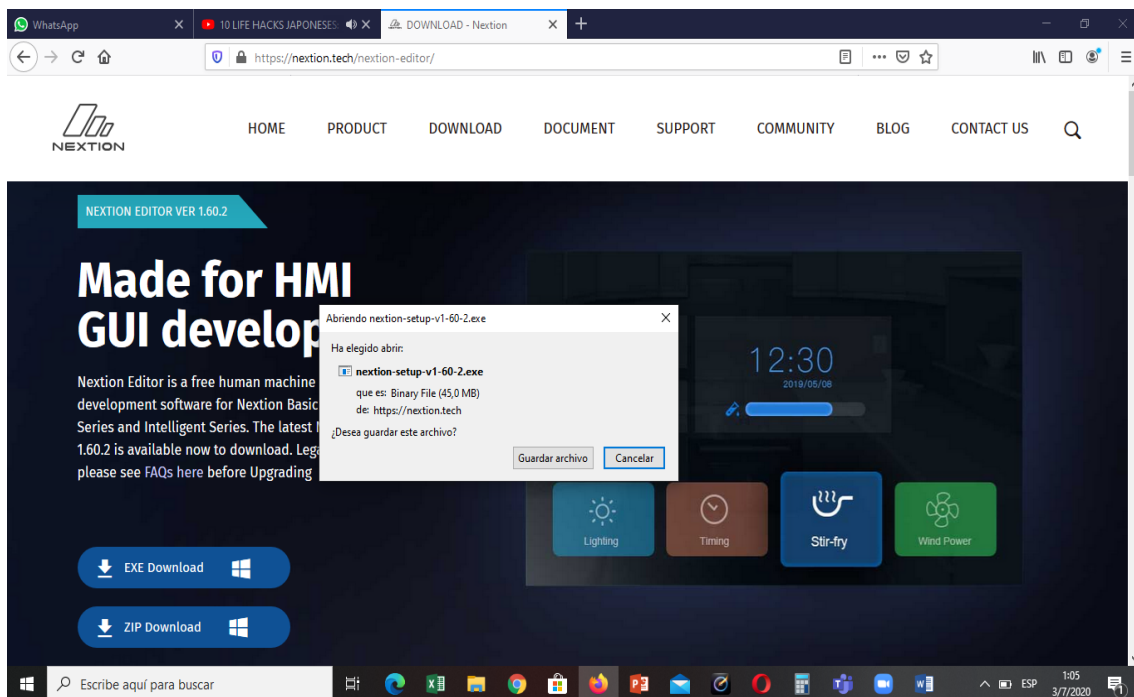 WhatsApp
10 LIFE HACKS JAPONESES
DOWNLOAD - Nextion
https://nextion.tech/nextion-editor/
NEXTION
HOME PRODUCT DOWNLOAD DOCUMENT SUPPORT COMMUNITY BLOG CONTACT US
NEXTION EDITOR VER 1.60.2
Made for HMI
GUI develop
Nextion Editor is a free human machine
development software for Nextion Basic
Series and Intelligent Series. The latest
1.60.2 is available now to download. Lega
please see FAQs here before Upgrading
EXE Download
ZIP Download
Abriendo nextion-setup-v1-60-2.exe
Ha elegido abrir:
nextion-setup-v1-60-2.exe
que es: Binary File (45,0 MB)
de: https://nextion.tech
¿Desea guardar este archivo?
Guardar archivo Cancelar
12:30
2019/05/08
Lighting Timing Stir-fry Wind Power
Escribe aquí para buscar
ESP
1:05
3/7/2020